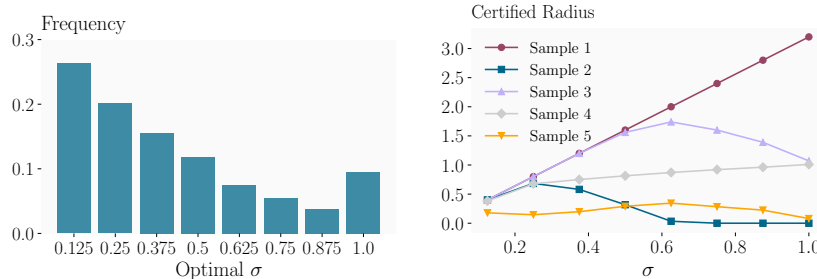 Frequency
0.3
0.2
0.1
0.0
0.125 0.25 0.375 0.5 0.625 0.75 0.875 1.0
Optimal σ
Certified Radius
3.0
2.5
2.0
1.5
1.0
0.5
0.0
Sample 1
Sample 2
Sample 3
Sample 4
Sample 5
0.2 0.4 0.6 0.8 1.0
σ